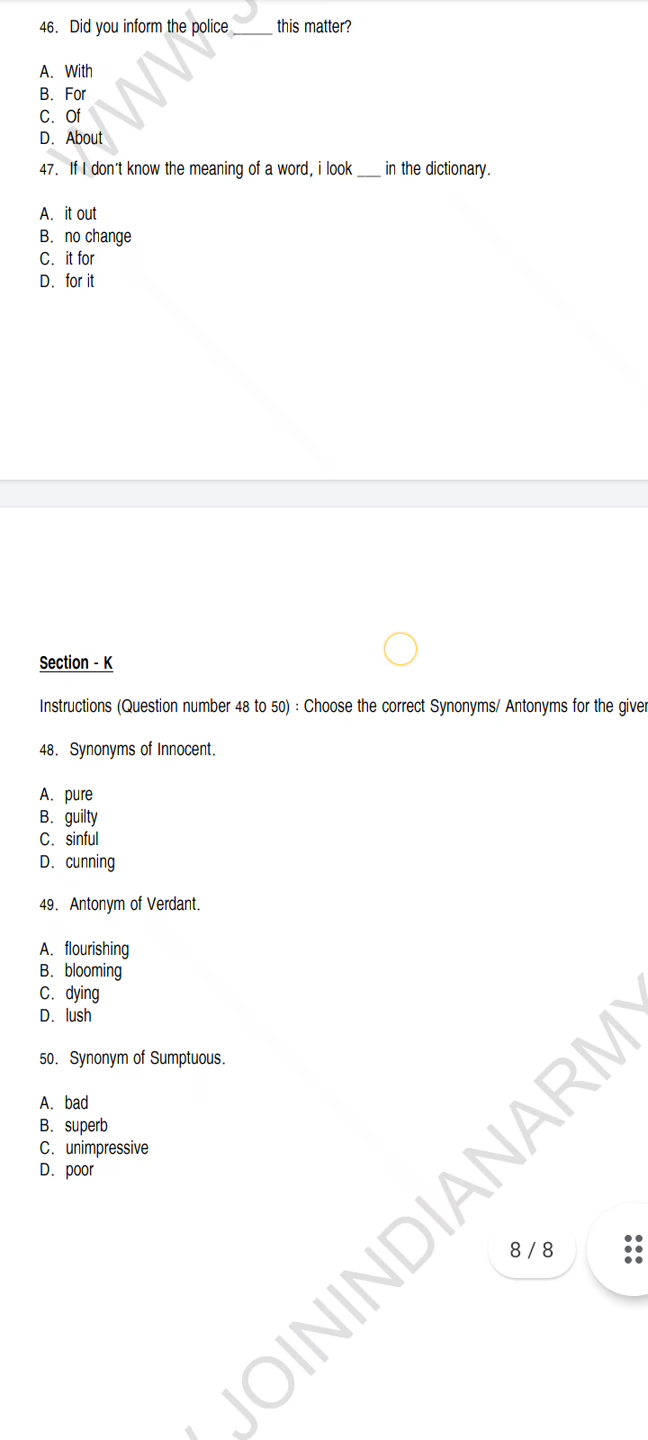 46. Did you inform the police _____ this matter?
A. With
B. For
C. Of
D. About
47. If I don't know the meaning of a word, i look ___ in the dictionary.
A. it out
B. no change
C. it for
D. for it
Section - K
Instructions (Question number 48 to 50) : Choose the correct Synonyms/ Antonyms for the given
48. Synonyms of Innocent.
A. pure
B. guilty
C. sinful
D. cunning
49. Antonym of Verdant.
A. flourishing
B. blooming
C. dying
D. lush
50. Synonym of Sumptuous.
A. bad
B. superb
C. unimpressive
D. poor
8 / 8
WWW.J
JOININDIANARMY